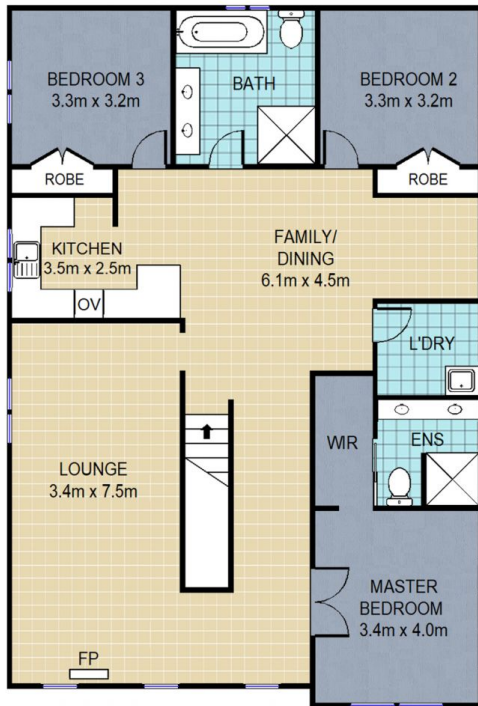 BEDROOM 3
3.3m x 3.2m
BATH
BEDROOM 2
3.3m x 3.2m
ROBE
ROBE
KITCHEN
3.5m x 2.5m
OV
FAMILY/
DINING
6.1m x 4.5m
L'DRY
WIR
ENS
LOUNGE
3.4m x 7.5m
MASTER
BEDROOM
3.4m x 4.0m
FP